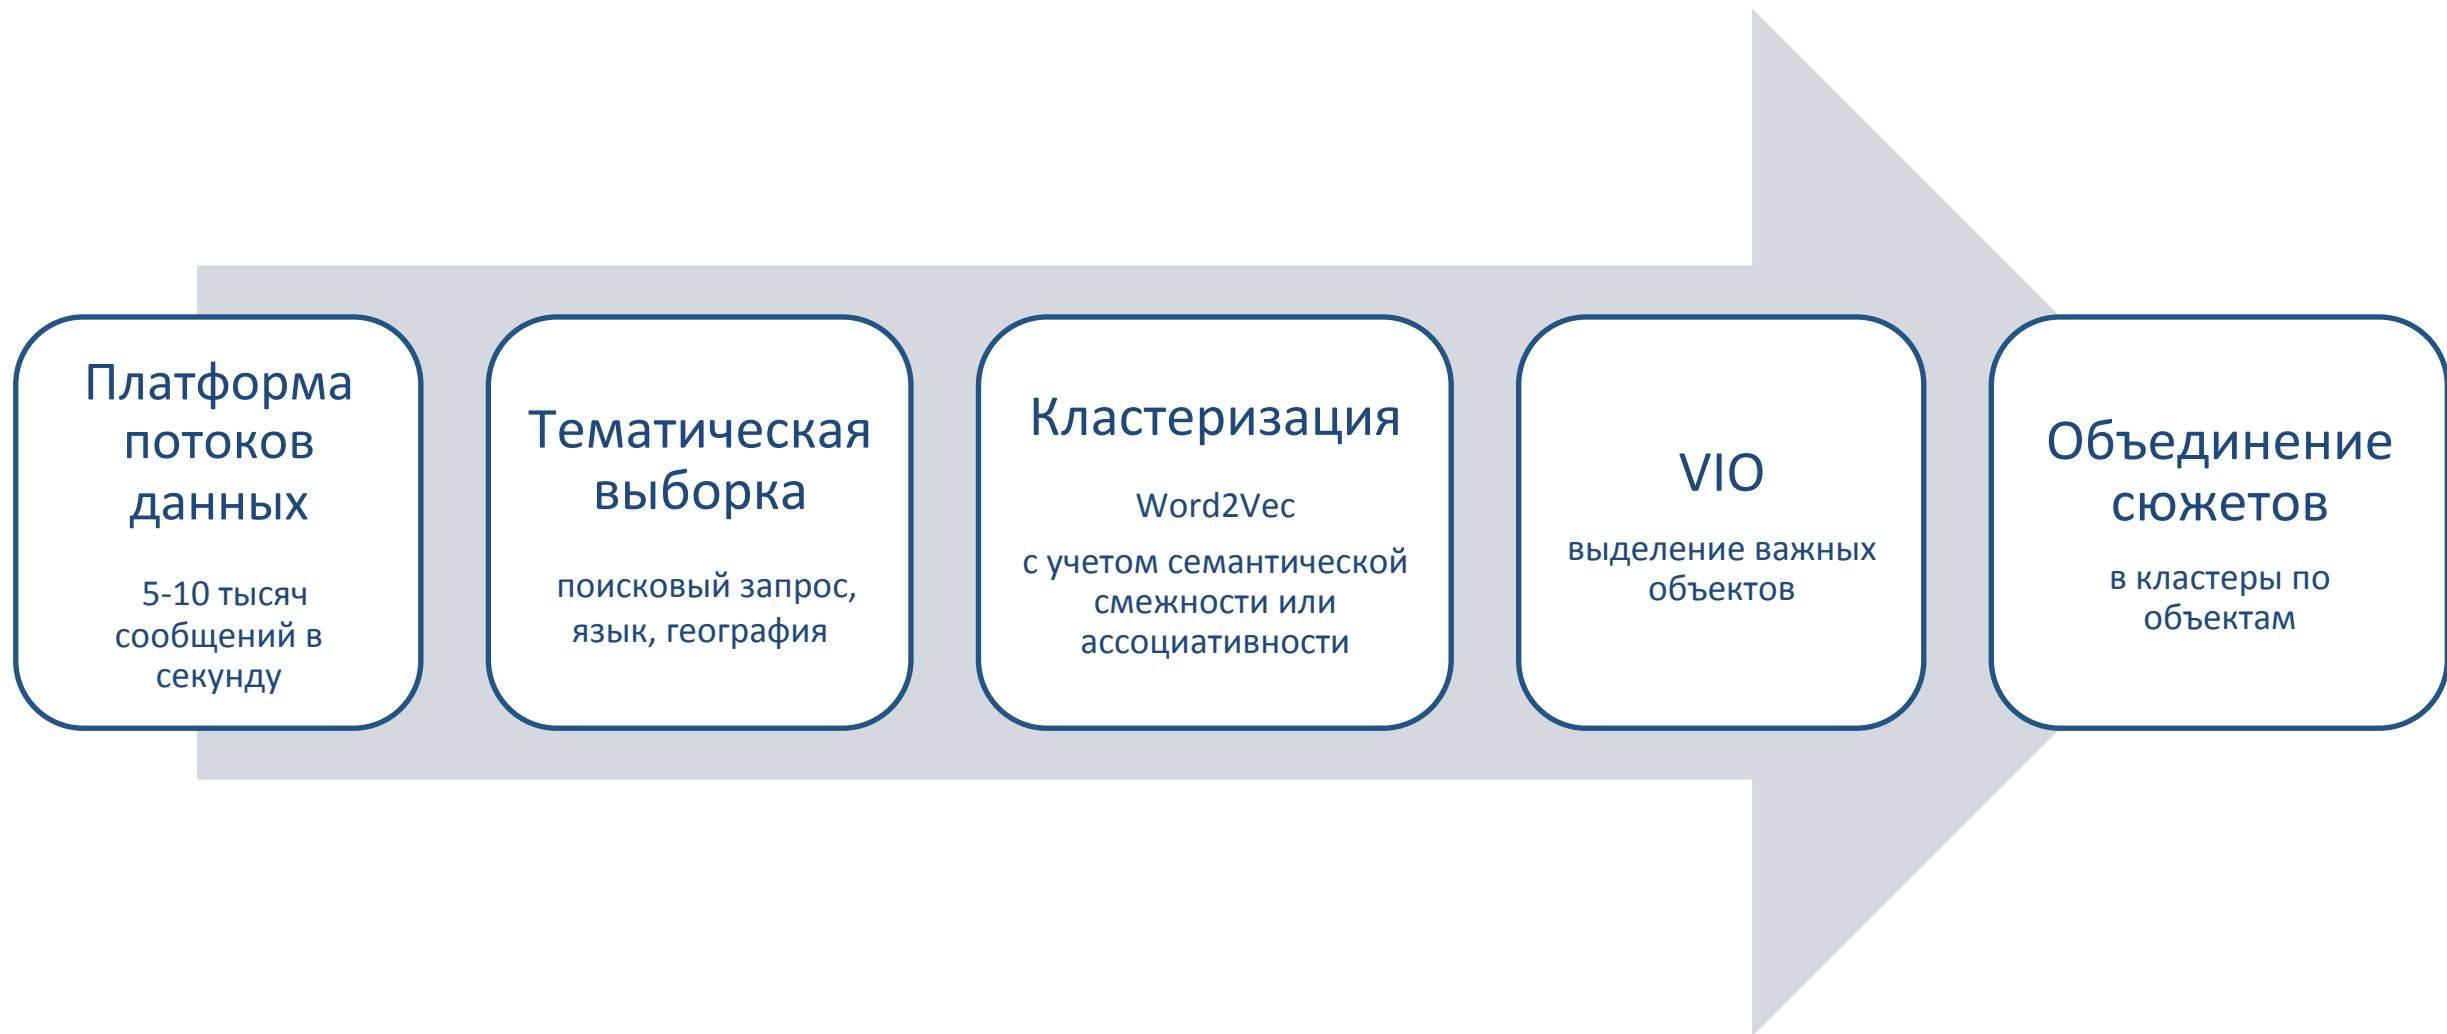 Платформа
потоков
данных
5-10 тысяч
сообщений в
секунду
Тематическая
выборка
поисковый запрос,
язык, география
Кластеризация
Word2Vec
с учетом семантической
смежности или
ассоциативности
VIO
выделение важных
объектов
Объединение
сюжетов
в кластеры по
объектам